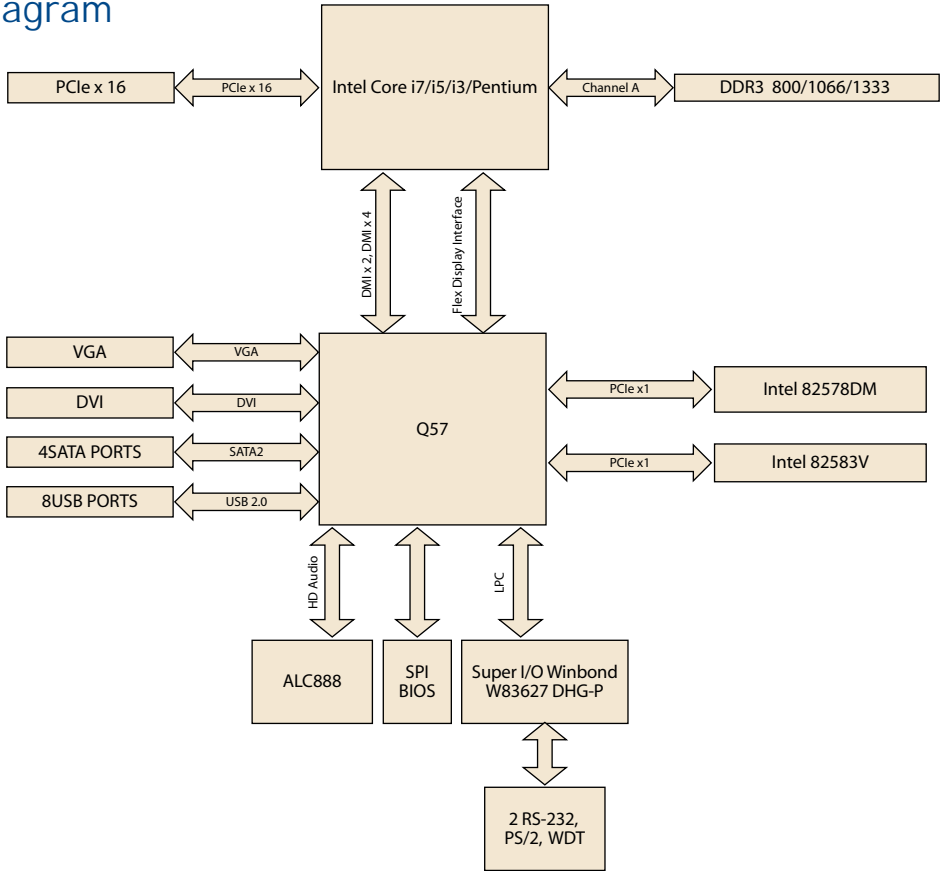 agram
PCIe x 16
PCIe x 16
Intel Core i7/i5/i3/Pentium
Channel A
DDR3 800/1066/1333
DMI x 2, DMI x 4
Flex Display Interface
VGA
VGA
DVI
DVI
4SATA PORTS
SATA2
8USB PORTS
USB 2.0
Q57
PCIe x1
Intel 82578DM
PCIe x1
Intel 82583V
HD Audio
LPC
ALC888
SPI
BIOS
Super I/O Winbond
W83627 DHG-P
2 RS-232,
PS/2, WDT